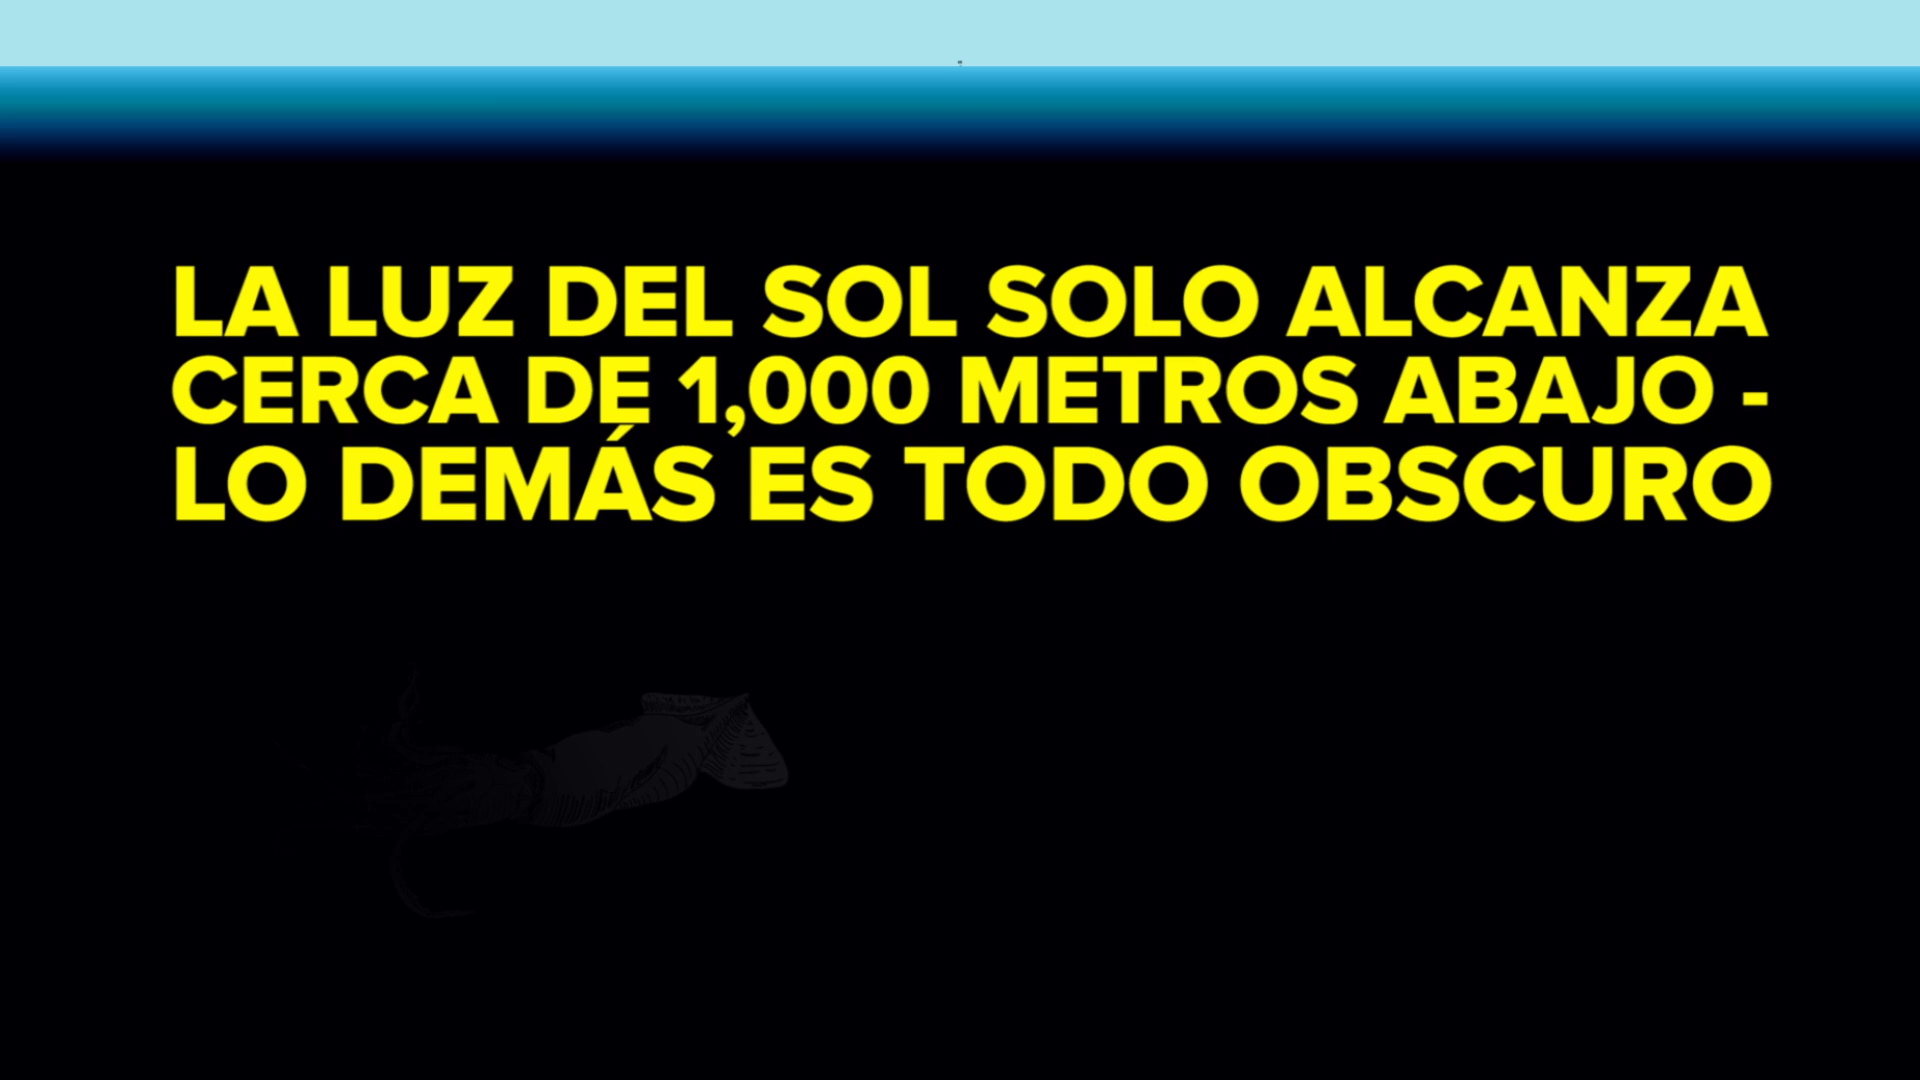 LA LUZ DEL SOL SOLO ALCANZA
CERCA DE 1,000 METROS ABAJO -
LO DEMÁS ES TODO OBSCURO